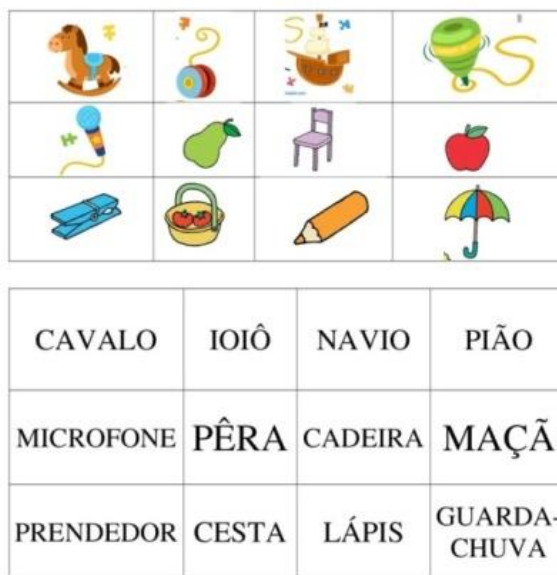 CAVALO IOIÔ NAVIO PIÃO
MICROFONE PÊRA CADEIRA MAÇÃ
PRENDEDOR CESTA LÁPIS GUARDA-
CHUVA